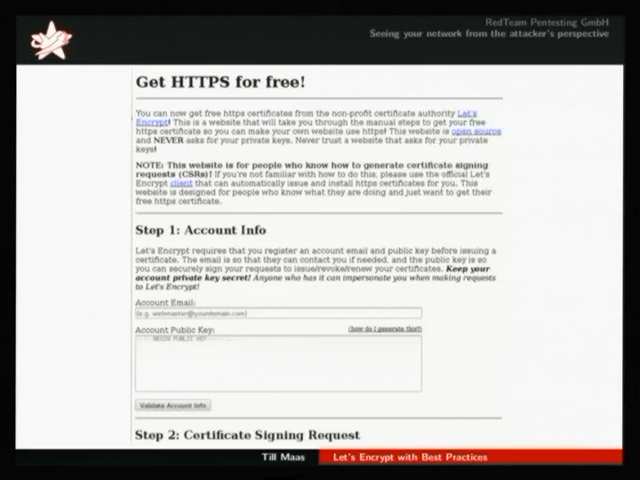 RedTeam Pentesting GmbH
Seeing your network from the attacker's perspective
Get HTTPS for free!
You can now get free https certificates from the non-profit certificate authority Let's
Encrypt! This is a website that will take you through the manual steps to get your free
https certificate so you can make your own website use https! This website is open source
and NEVER asks for your private keys. Never trust a website that asks for your private
keys!
NOTE: This website is for people who know how to generate certificate signing
requests (CSRs)! If you're not familiar with how to do this, please use the official Let's
Encrypt client that can automatically issue and install https certificates for you. This
website is designed for people who know what they are doing and just want to get their
free https certificate.
Step 1: Account Info
Let's Encrypt requires that you register an account email and public key before issuing a
certificate. The email is so that they can contact you if needed, and the public key is so
you can securely sign your requests to issue/revoke/renew your certificates. Keep your
account private key secret! Anyone who has it can impersonate you when making requests
to Let's Encrypt!
Account Email:
(e.g. webmaster@yourdomain.com)
Account Public Key: (how do I generate this?)
-----BEGIN PUBLIC KEY-----
Validate Account Info
Step 2: Certificate Signing Request
Till Maas Let's Encrypt with Best Practices